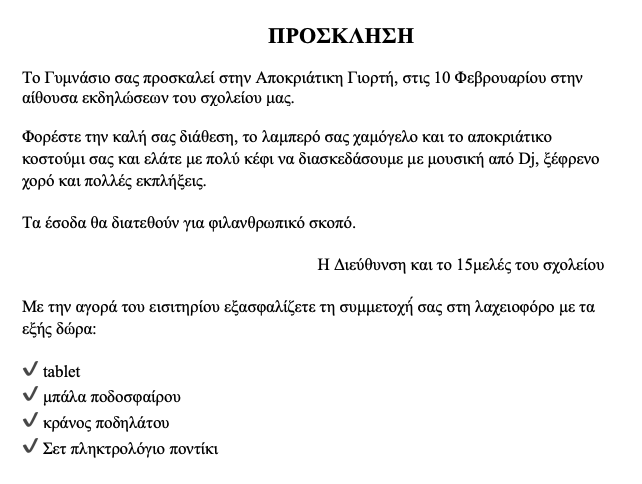 ΠΡΟΣΚΛΗΣΗ
Το Γυμνάσιο σας προσκαλεί στην Αποκριάτικη Γιορτή, στις 10 Φεβρουαρίου στην
αίθουσα εκδηλώσεων του σχολείου μας.
Φορέστε την καλή σας διάθεση, το λαμπερό σας χαμόγελο και το αποκριάτικο
κοστούμι σας και ελάτε με πολύ κέφι να διασκεδάσουμε με μουσική από Dj, ξέφρενο
χορό και πολλές εκπλήξεις.
Τα έσοδα θα διατεθούν για φιλανθρωπικό σκοπό.
Η Διεύθυνση και το 15μελές του σχολείου
Με την αγορά του εισιτηρίου εξασφαλίζετε τη συμμετοχή σας στη λαχειοφόρο με τα
εξής δώρα:
✓ tablet
✓ μπάλα ποδοσφαίρου
✓ κράνος ποδηλάτου
✓ Σετ πληκτρολόγιο ποντίκι